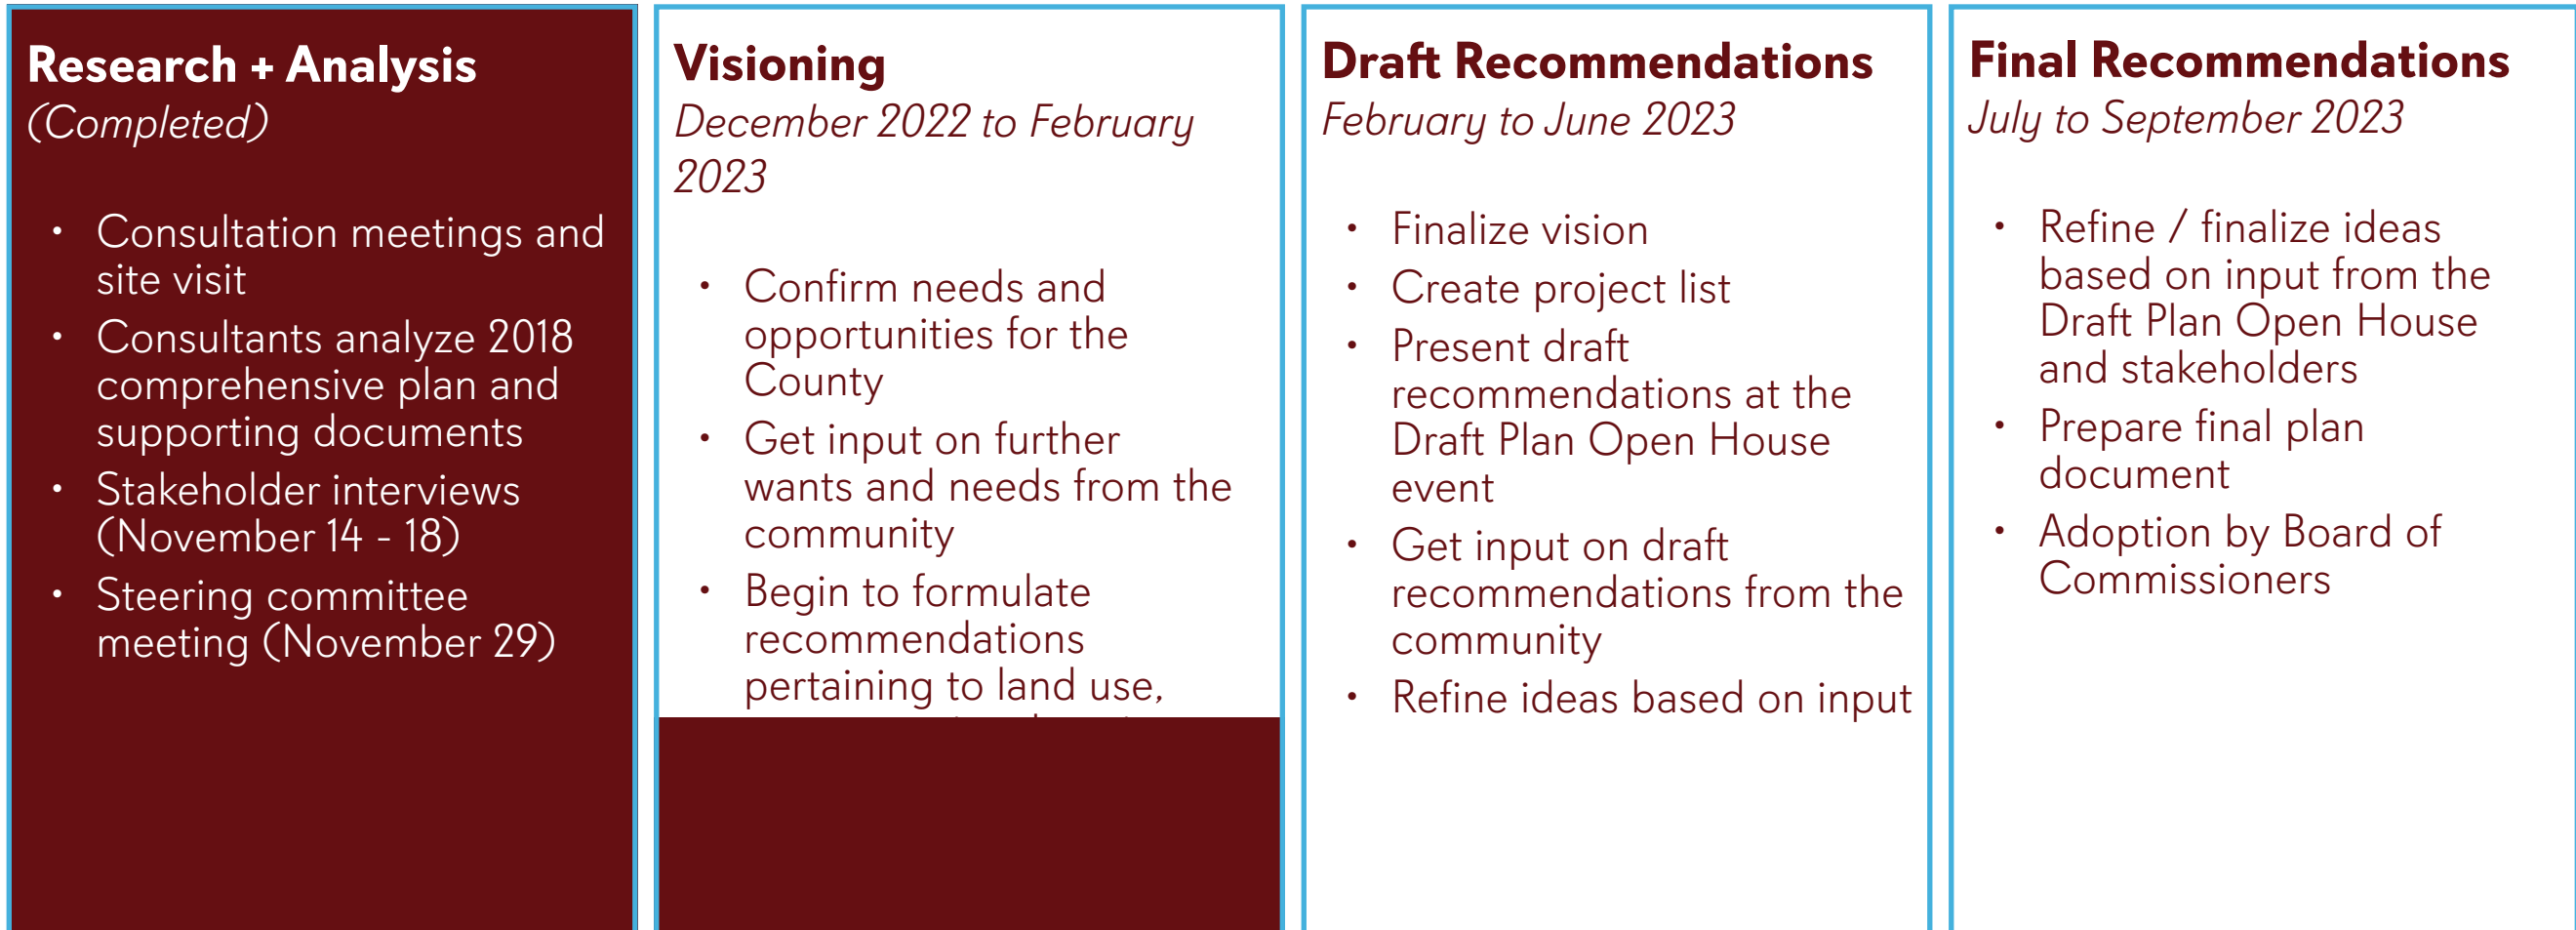 Research + Analysis
(Completed)
• Consultation meetings and
site visit
• Consultants analyze 2018
comprehensive plan and
supporting documents
• Stakeholder interviews
(November 14 - 18)
• Steering committee
meeting (November 29)
Visioning
December 2022 to February
2023
• Confirm needs and
opportunities for the
County
• Get input on further
wants and needs from the
community
• Begin to formulate
recommendations
pertaining to land use,
Draft Recommendations
February to June 2023
• Finalize vision
• Create project list
• Present draft
recommendations at the
Draft Plan Open House
event
• Get input on draft
recommendations from the
community
• Refine ideas based on input
Final Recommendations
July to September 2023
• Refine / finalize ideas
based on input from the
Draft Plan Open House
and stakeholders
• Prepare final plan
document
• Adoption by Board of
Commissioners